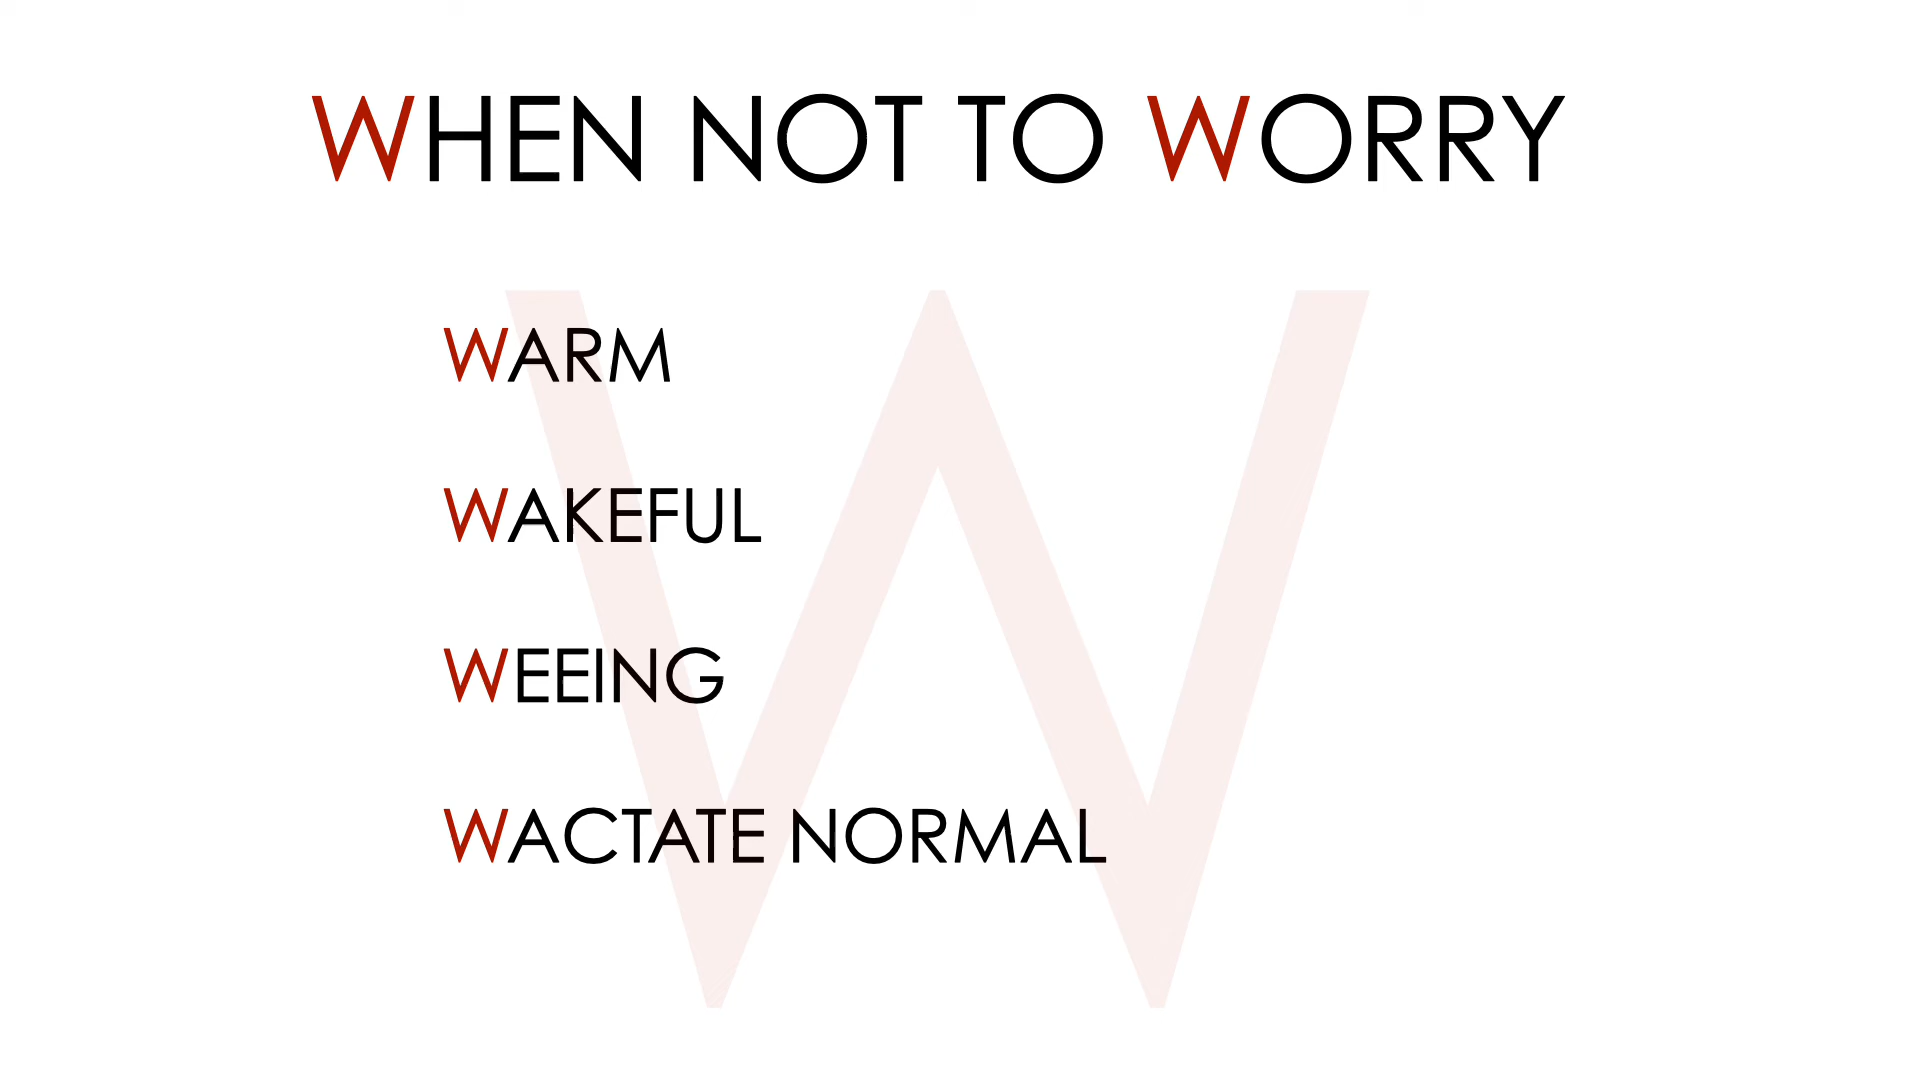 WHEN NOT TO WORRY
WARM
WAKEFUL
WEEING
WACTATE NORMAL